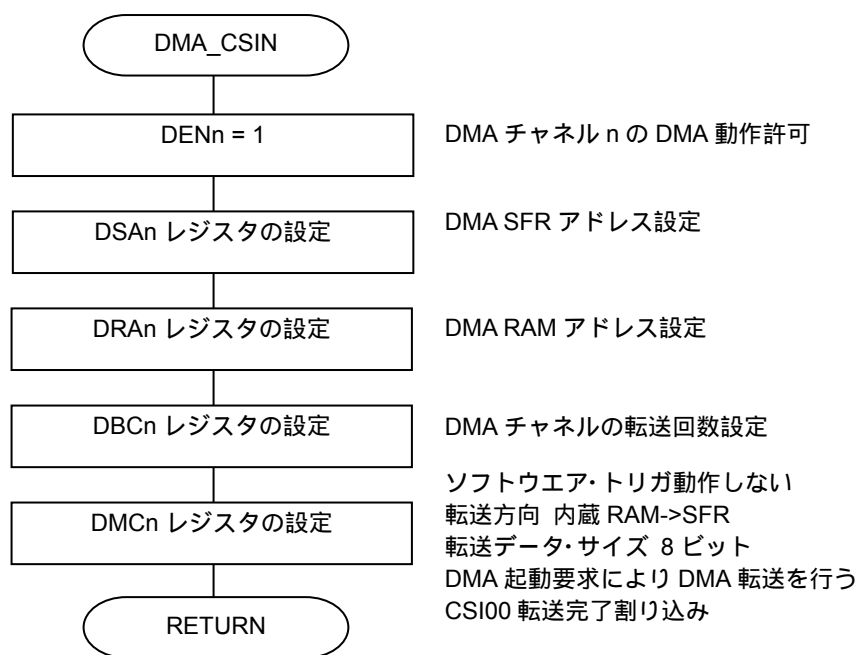 DMA_CSIN
DENn = 1
DMA チャネル n の DMA 動作許可
DSAn レジスタの設定
DMA SFR アドレス設定
DRAn レジスタの設定
DMA RAM アドレス設定
DBCn レジスタの設定
DMA チャネルの転送回数設定
DMCn レジスタの設定
ソフトウエア・トリガ動作しない
転送方向 内蔵 RAM->SFR
転送データ・サイズ 8 ビット
DMA 起動要求により DMA 転送を行う
CSI00 転送完了割り込み
RETURN